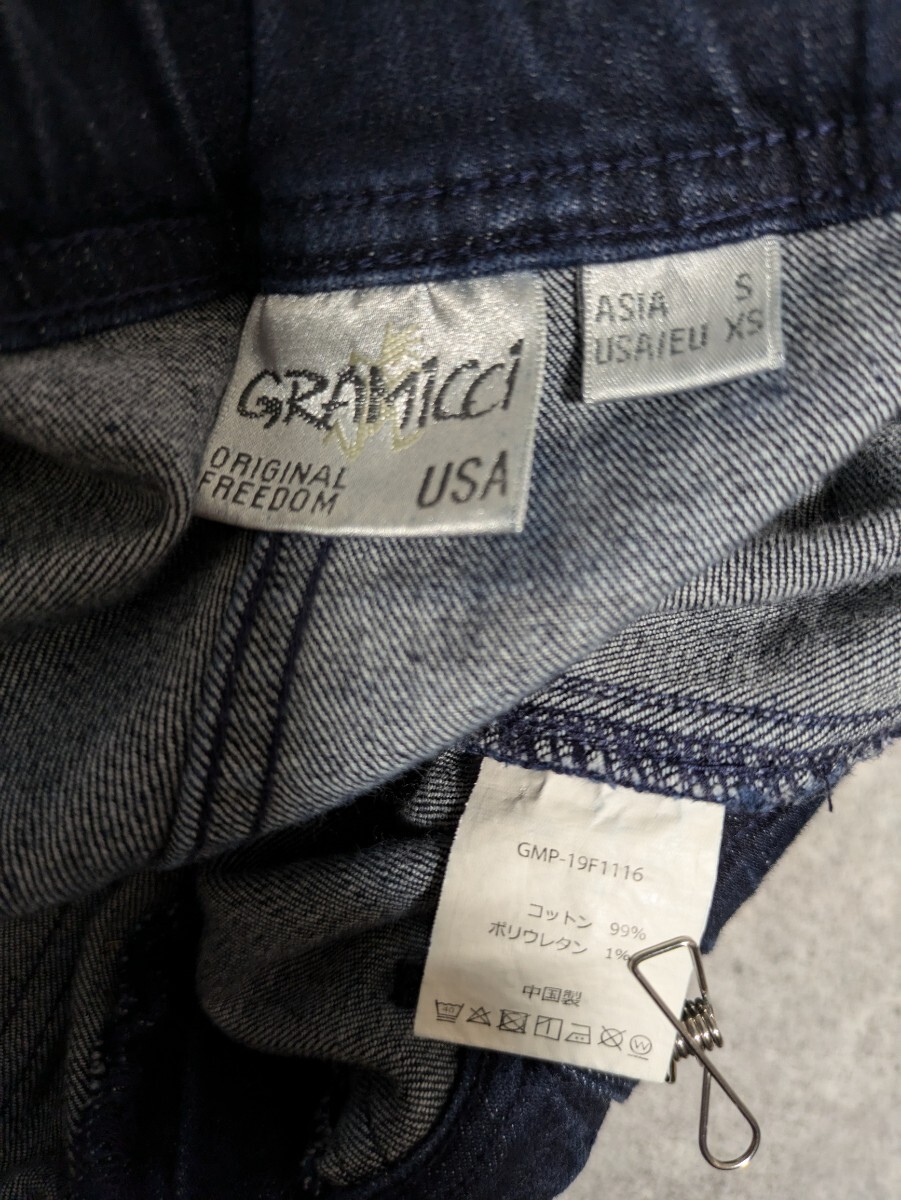 GRAMICCI
ORIGINAL
FREEDOM
USA
ASIA S
USA/EU XS
GMP-19F1116
コットン 99%
ポリウレタン 1%
中国製
40
W